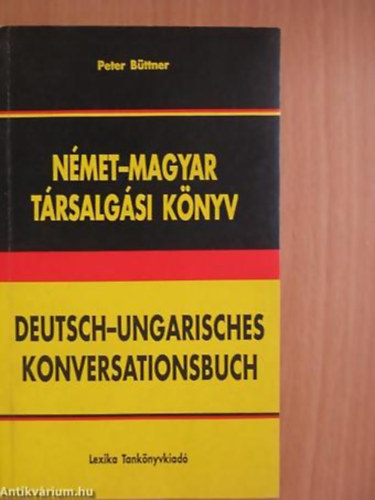 Peter Büttner
NÉMET-MAGYAR
TÁRSALGÁSI KÖNYV
DEUTSCH-UNGARISCHES
KONVERSATIONSBUCH
Lexika Tankönyvkiadó
Antikvárium.hu